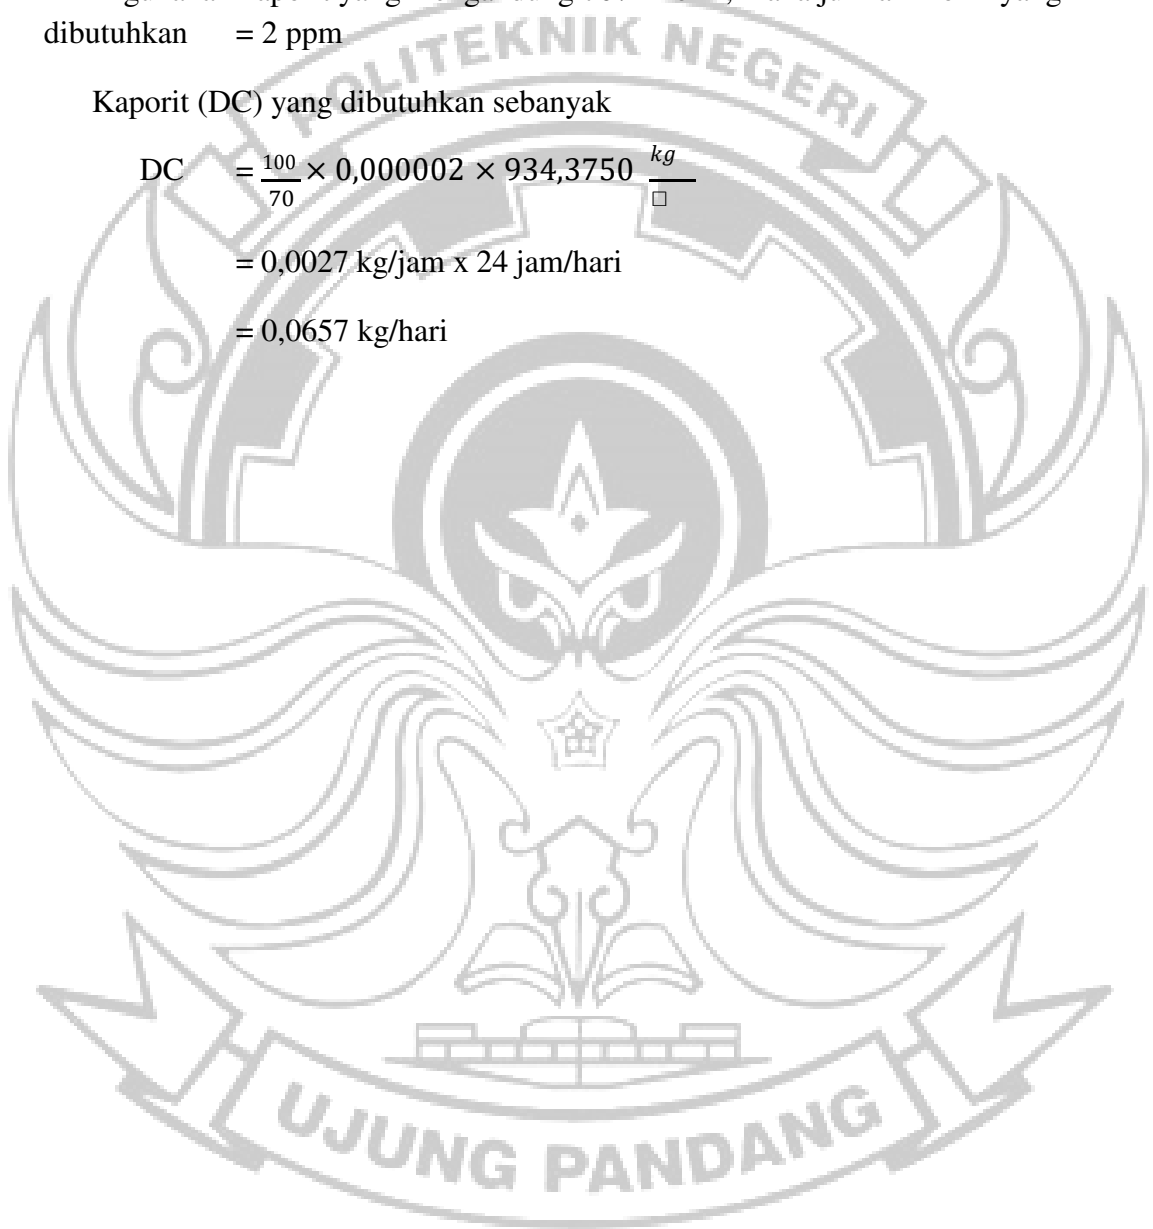 POLITEKNIK NEGERI
dibutuhkan = 2 ppm
Kaporit (DC) yang dibutuhkan sebanyak
DC = 100/70 × 0,000002 × 934,3750 kg/□
= 0,0027 kg/jam x 24 jam/hari
= 0,0657 kg/hari
UJUNG PANDANG